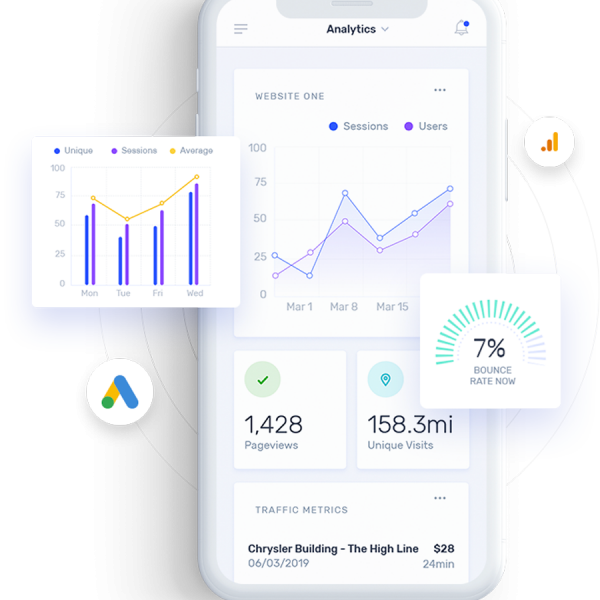 Analytics
WEBSITE ONE
Sessions Users
100
75
50
25
0
Mar 1 Mar 8 Mar 15
Unique Sessions Average
100
75
50
25
0
Mon Tue Fri Wed
7%
BOUNCE
RATE NOW
1,428
Pageviews
158.3mi
Unique Visits
TRAFFIC METRICS
Chrysler Building - The High Line $28
06/03/2019 24min